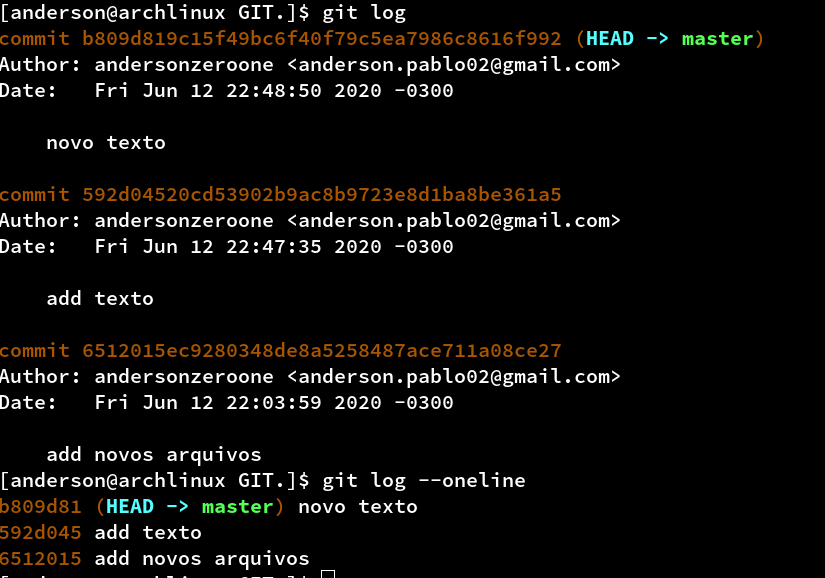 [anderson@archlinux GIT.]$ git log
commit b809d819c15f49bc6f40f79c5ea7986c8616f992 (HEAD -> master)
Author: andersonzeroone <anderson.pablo02@gmail.com>
Date:   Fri Jun 12 22:48:50 2020 -0300
novo texto
commit 592d04520cd53902b9ac8b9723e8d1ba8be361a5
Author: andersonzeroone <anderson.pablo02@gmail.com>
Date:   Fri Jun 12 22:47:35 2020 -0300
add texto
commit 6512015ec9280348de8a5258487ace711a08ce27
Author: andersonzeroone <anderson.pablo02@gmail.com>
Date:   Fri Jun 12 22:03:59 2020 -0300
add novos arquivos
[anderson@archlinux GIT.]$ git log --oneline
b809d81 (HEAD -> master) novo texto
592d045 add texto
6512015 add novos arquivos